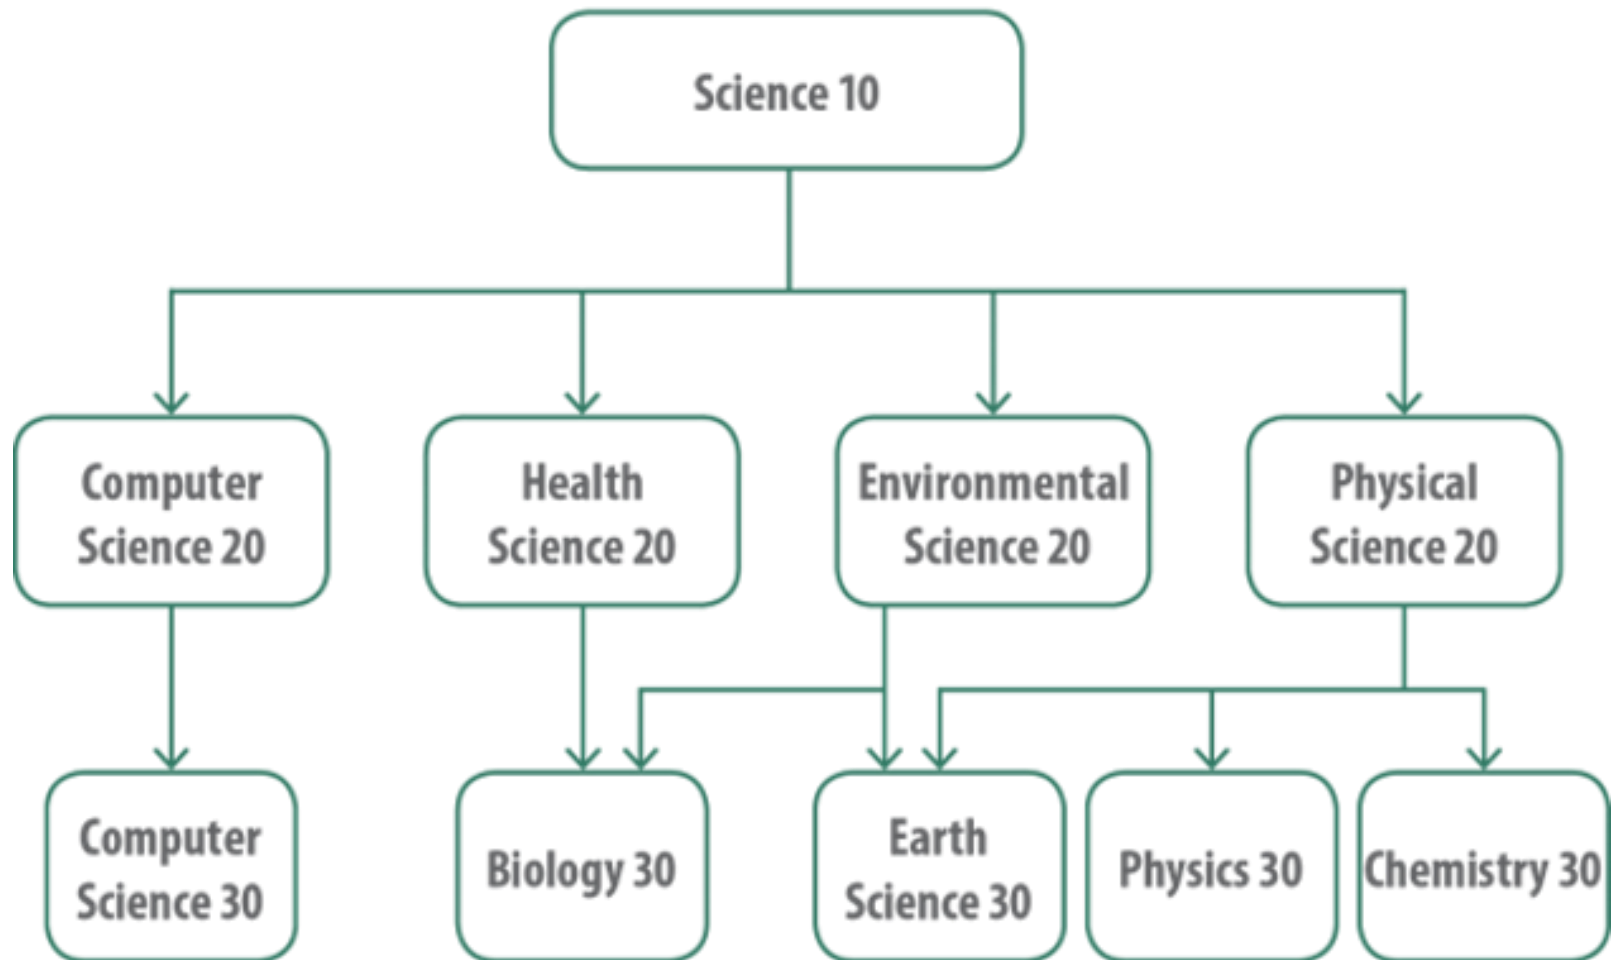 Science 10
Computer
Science 20
Health
Science 20
Environmental
Science 20
Physical
Science 20
Computer
Science 30
Biology 30
Earth
Science 30
Physics 30
Chemistry 30